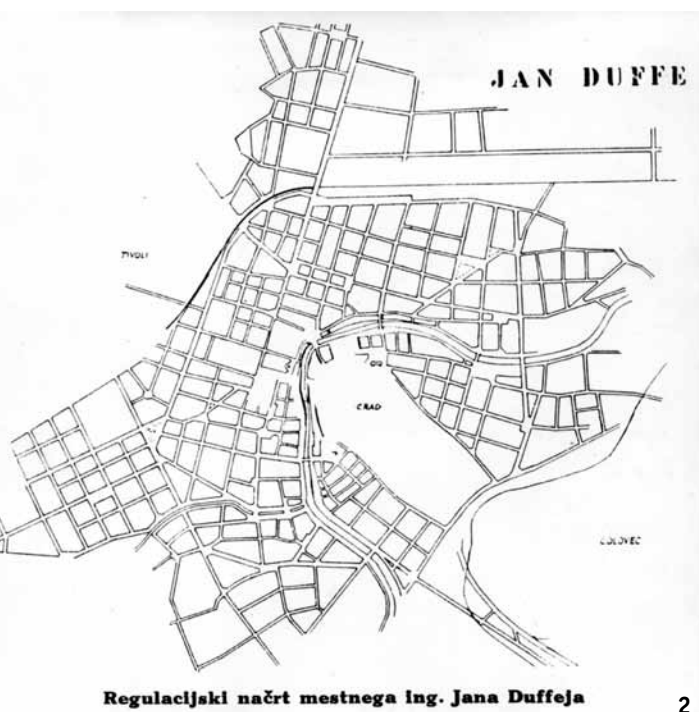 JAN DUFFE
TIVOLI
GRAD
GOLOVEC
Regulacijski načrt mestnega ing. Jana Duffeja
2